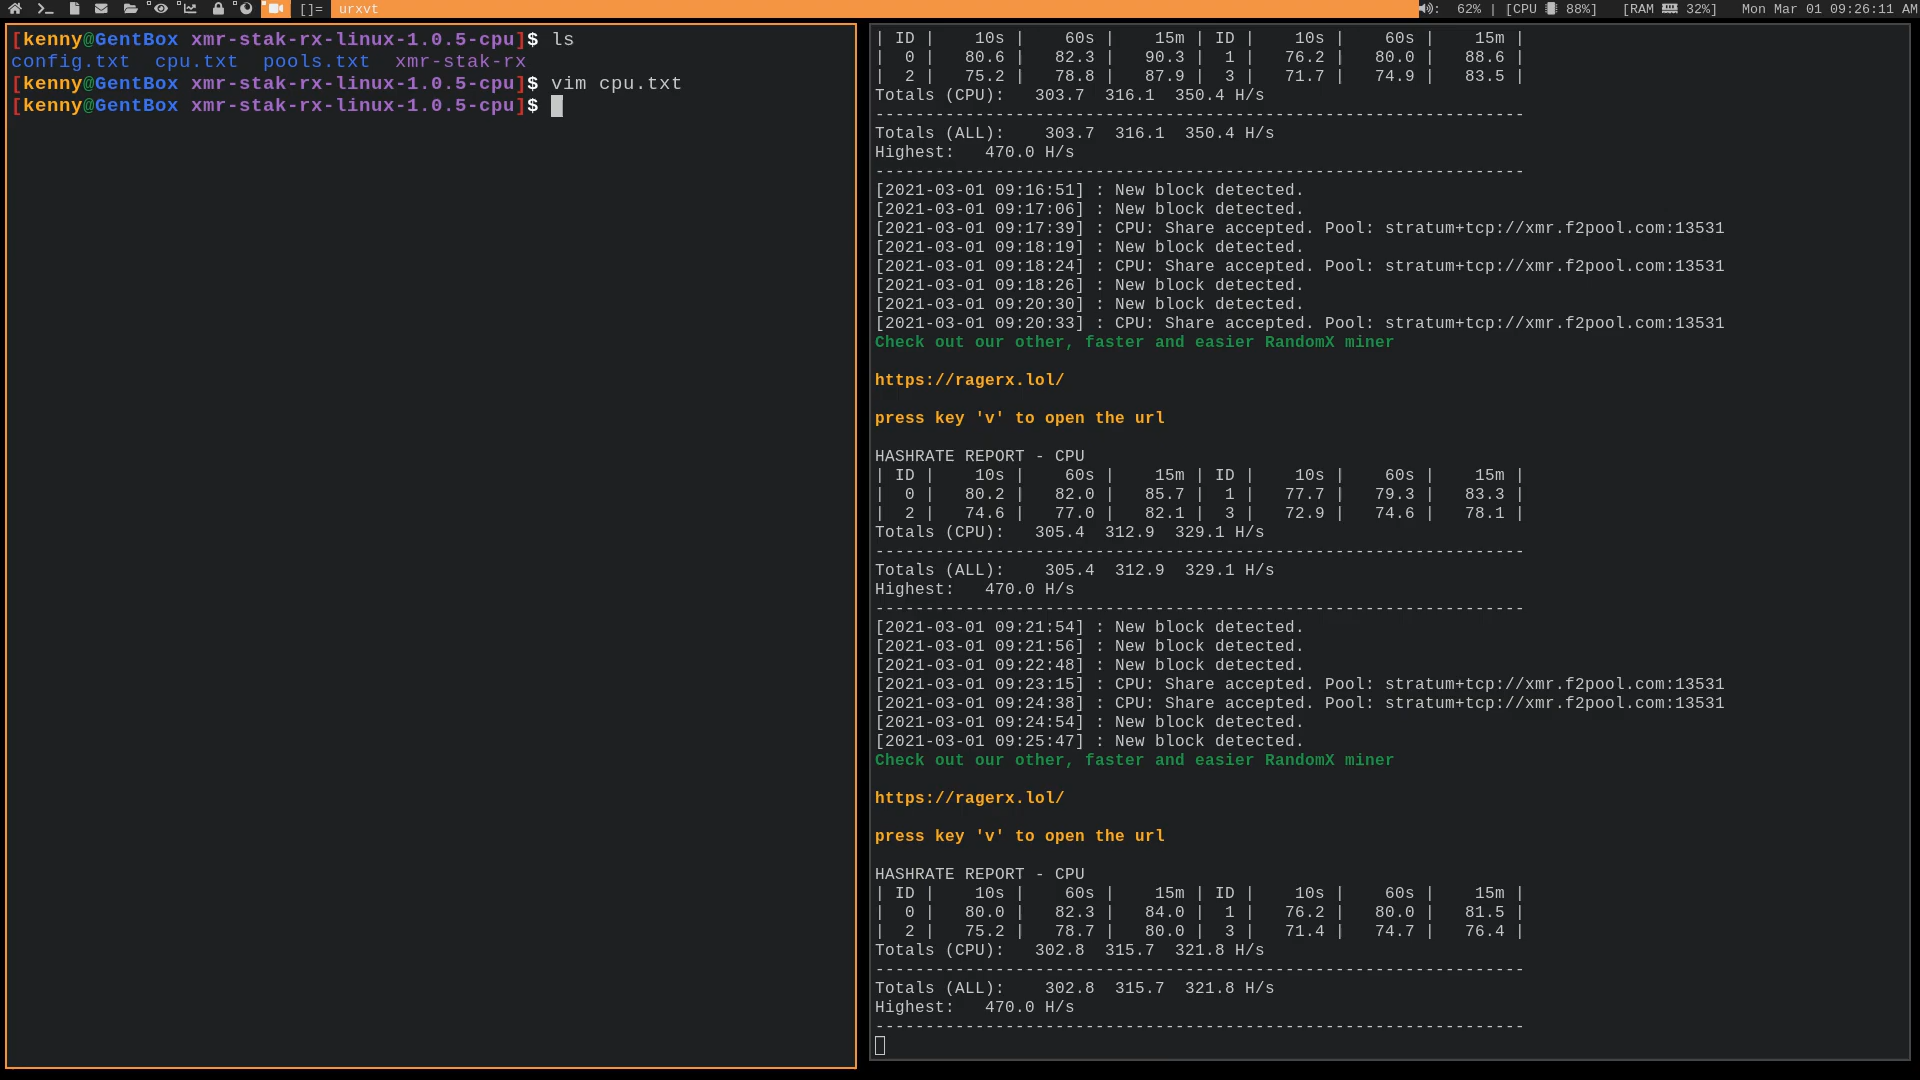 []= urxvt 62% | [CPU 88%] [RAM 32%] Mon Mar 01 09:26:11 AM
[kenny@GentBox xmr-stak-rx-linux-1.0.5-cpu]$ ls
config.txt cpu.txt pools.txt xmr-stak-rx
[kenny@GentBox xmr-stak-rx-linux-1.0.5-cpu]$ vim cpu.txt
[kenny@GentBox xmr-stak-rx-linux-1.0.5-cpu]$
| ID | 10s | 60s | 15m | ID | 10s | 60s | 15m |
| 0 | 80.6 | 82.3 | 90.3 | 1 | 76.2 | 80.0 | 88.6 |
| 2 | 75.2 | 78.8 | 87.9 | 3 | 71.7 | 74.9 | 83.5 |
Totals (CPU): 303.7 316.1 350.4 H/s
-----------------------------------------------------------------
Totals (ALL): 303.7 316.1 350.4 H/s
Highest: 470.0 H/s
-----------------------------------------------------------------
[2021-03-01 09:16:51] : New block detected.
[2021-03-01 09:17:06] : New block detected.
[2021-03-01 09:17:39] : CPU: Share accepted. Pool: stratum+tcp://xmr.f2pool.com:13531
[2021-03-01 09:18:19] : New block detected.
[2021-03-01 09:18:24] : CPU: Share accepted. Pool: stratum+tcp://xmr.f2pool.com:13531
[2021-03-01 09:18:26] : New block detected.
[2021-03-01 09:20:30] : New block detected.
[2021-03-01 09:20:33] : CPU: Share accepted. Pool: stratum+tcp://xmr.f2pool.com:13531
Check out our other, faster and easier RandomX miner
https://ragerx.lol/
press key 'v' to open the url
HASHRATE REPORT - CPU
| ID | 10s | 60s | 15m | ID | 10s | 60s | 15m |
| 0 | 80.2 | 82.0 | 85.7 | 1 | 77.7 | 79.3 | 83.3 |
| 2 | 74.6 | 77.0 | 82.1 | 3 | 72.9 | 74.6 | 78.1 |
Totals (CPU): 305.4 312.9 329.1 H/s
-----------------------------------------------------------------
Totals (ALL): 305.4 312.9 329.1 H/s
Highest: 470.0 H/s
-----------------------------------------------------------------
[2021-03-01 09:21:54] : New block detected.
[2021-03-01 09:21:56] : New block detected.
[2021-03-01 09:22:48] : New block detected.
[2021-03-01 09:23:15] : CPU: Share accepted. Pool: stratum+tcp://xmr.f2pool.com:13531
[2021-03-01 09:24:38] : CPU: Share accepted. Pool: stratum+tcp://xmr.f2pool.com:13531
[2021-03-01 09:24:54] : New block detected.
[2021-03-01 09:25:47] : New block detected.
Check out our other, faster and easier RandomX miner
https://ragerx.lol/
press key 'v' to open the url
HASHRATE REPORT - CPU
| ID | 10s | 60s | 15m | ID | 10s | 60s | 15m |
| 0 | 80.0 | 82.3 | 84.0 | 1 | 76.2 | 80.0 | 81.5 |
| 2 | 75.2 | 78.7 | 80.0 | 3 | 71.4 | 74.7 | 76.4 |
Totals (CPU): 302.8 315.7 321.8 H/s
-----------------------------------------------------------------
Totals (ALL): 302.8 315.7 321.8 H/s
Highest: 470.0 H/s
-----------------------------------------------------------------